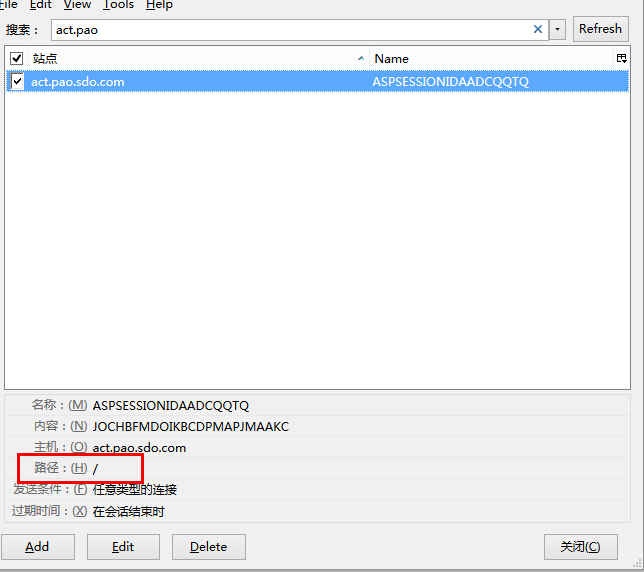 File Edit View Tools Help
搜索： act.pao Refresh
站点 Name
act.pao.sdo.com ASPSESSIONIDAADCQQTQ
名称：(M) ASPSESSIONIDAADCQQTQ
内容：(N) JOCHBFMDOIKBCDPMAPJMAAKC
主机：(O) act.pao.sdo.com
路径：(H) /
发送条件：(F) 任意类型的连接
过期时间：(X) 在会话结束时
Add Edit Delete 关闭(C)